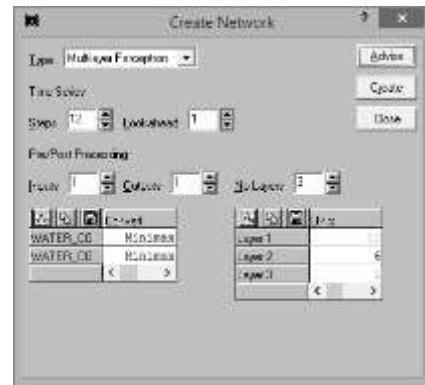 Create Network ?
Type Multilayer Perceptron Advise
Time Series Create
Steps 12 Lookahead 1 Close
Pre/Post Processing
Inputs 1 Outputs 1 No Layers 3
WATER_CO Minimax Layer 1
WATER_CO Minimax Layer 2 6
Layer 3